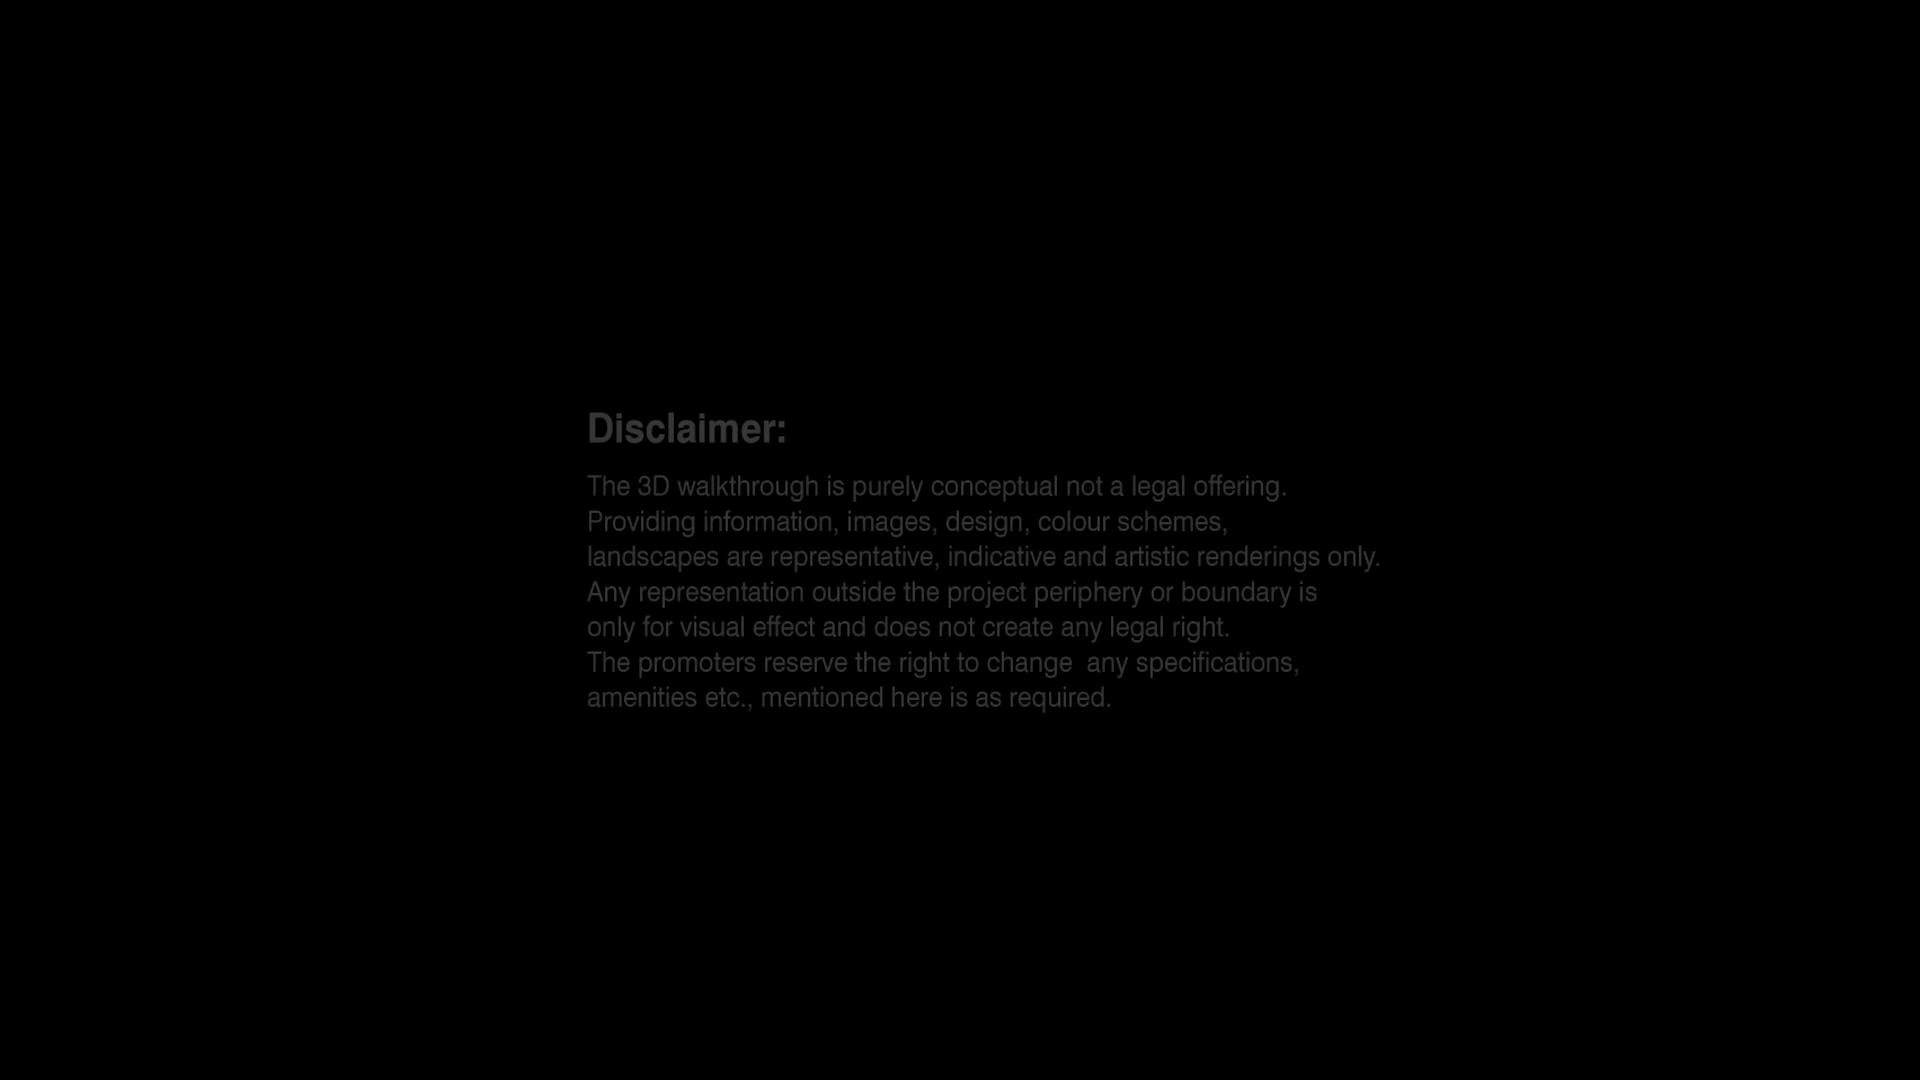 Disclaimer:
The 3D walkthrough is purely conceptual not a legal offering.
Providing information, images, design, colour schemes,
landscapes are representative, indicative and artistic renderings only.
Any representation outside the project periphery or boundary is
only for visual effect and does not create any legal right.
The promoters reserve the right to change  any specifications,
amenities etc., mentioned here is as required.